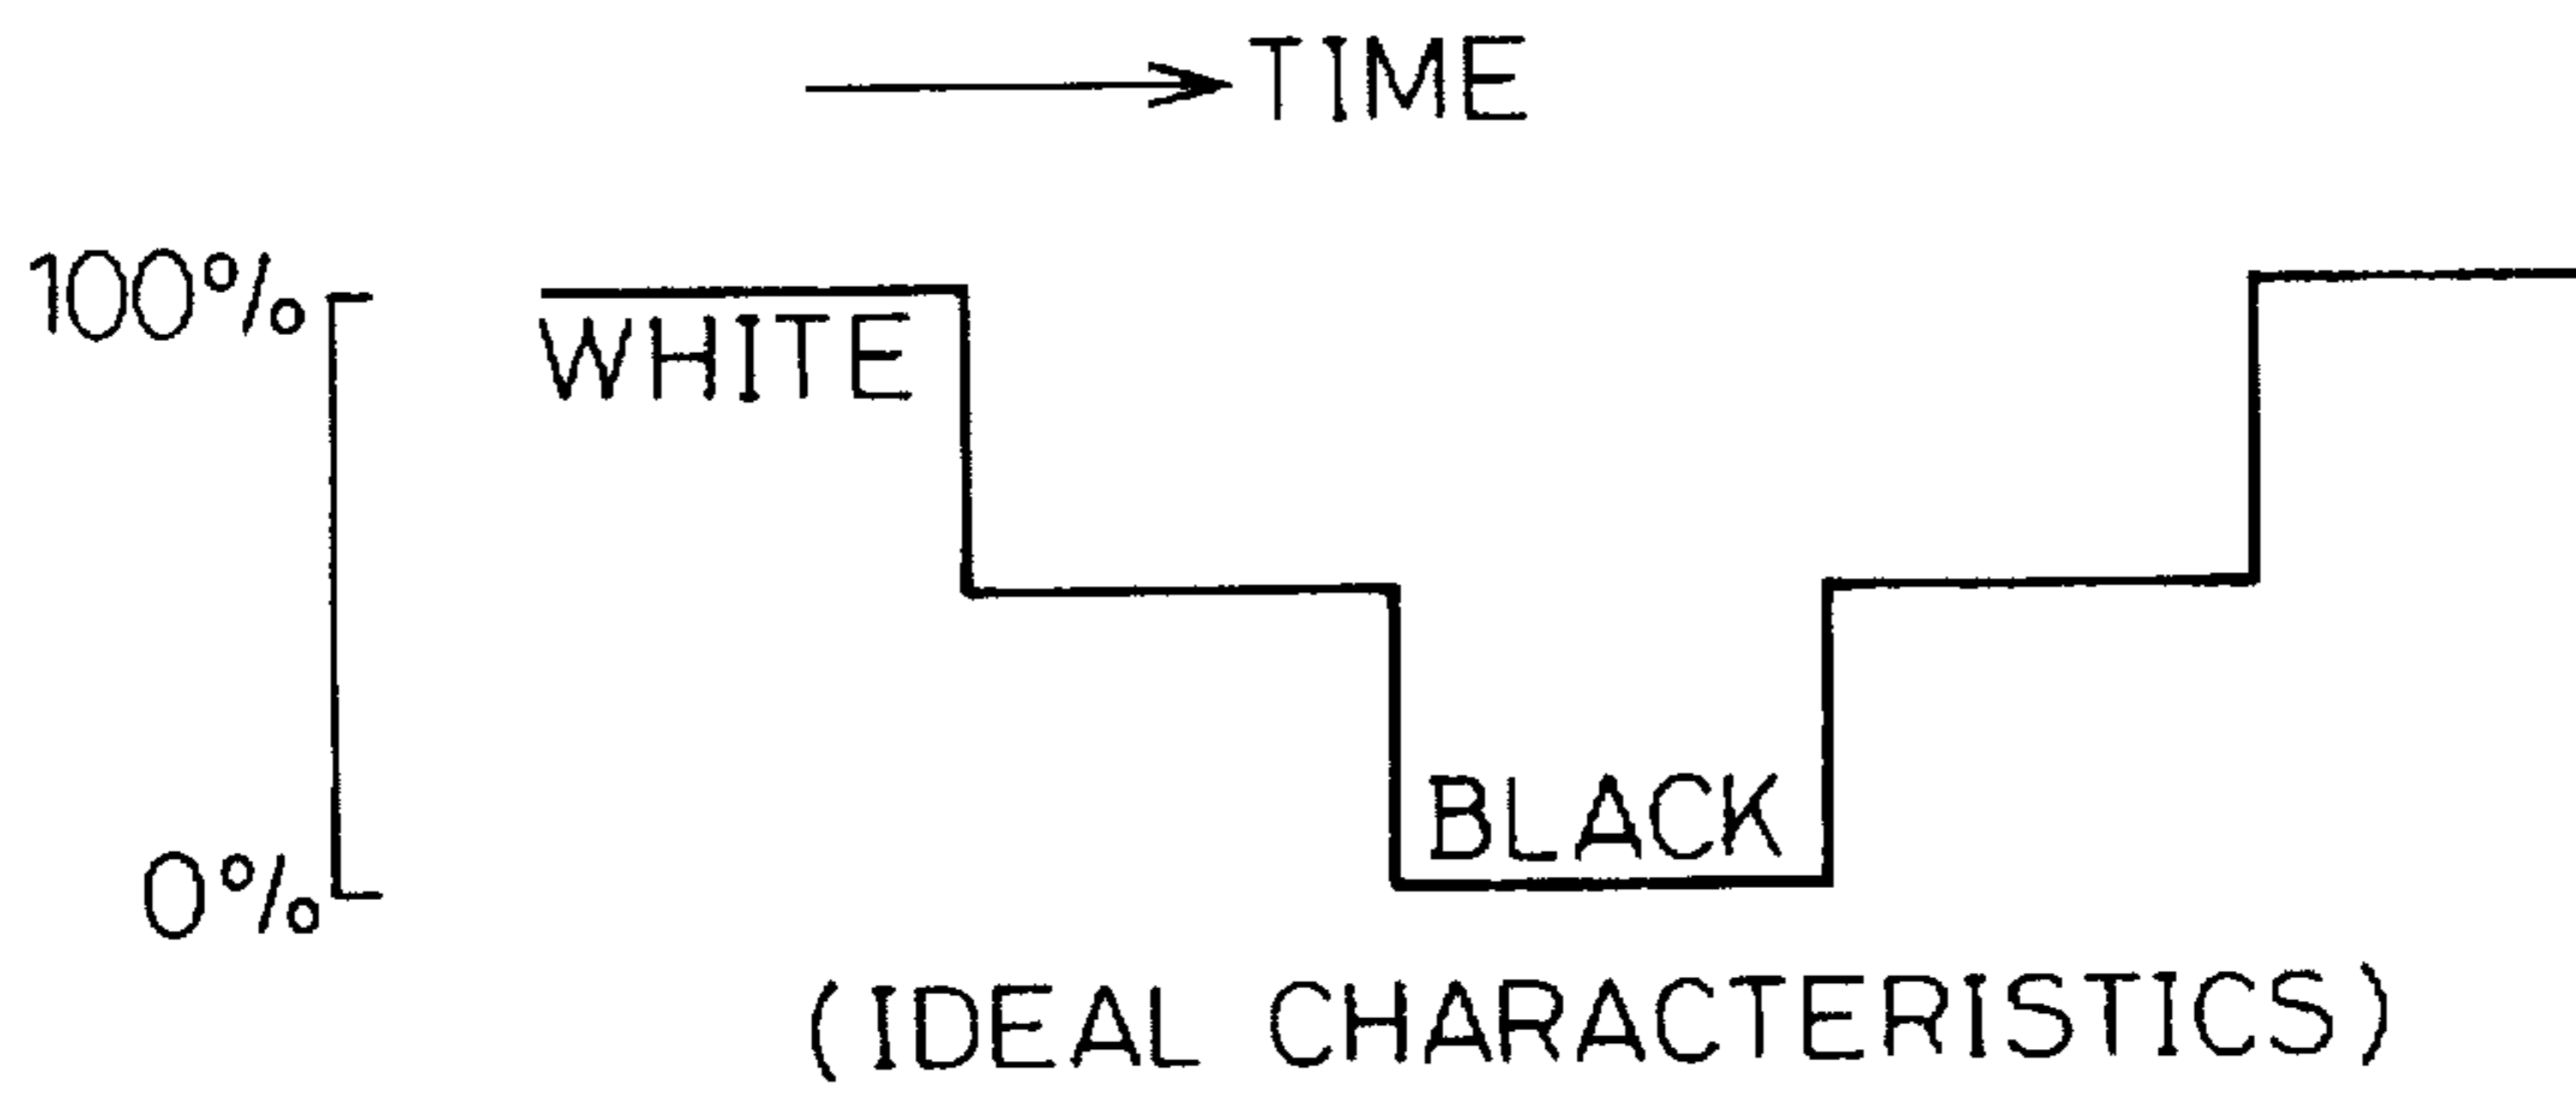 TIME
100%
WHITE
BLACK
0%
(IDEAL CHARACTERISTICS)